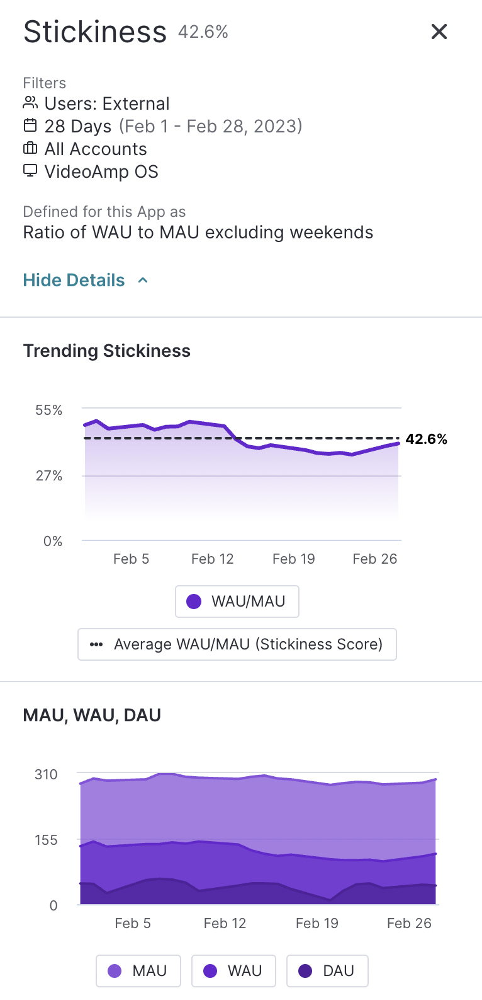 Stickiness 42.6%
Filters
Users: External
28 Days (Feb 1 - Feb 28, 2023)
All Accounts
VideoAmp OS
Defined for this App as
Ratio of WAU to MAU excluding weekends
Hide Details
Trending Stickiness
55%
42.6%
27%
0%
Feb 5 Feb 12 Feb 19 Feb 26
WAU/MAU
Average WAU/MAU (Stickiness Score)
MAU, WAU, DAU
310
155
0
Feb 5 Feb 12 Feb 19 Feb 26
MAU WAU DAU